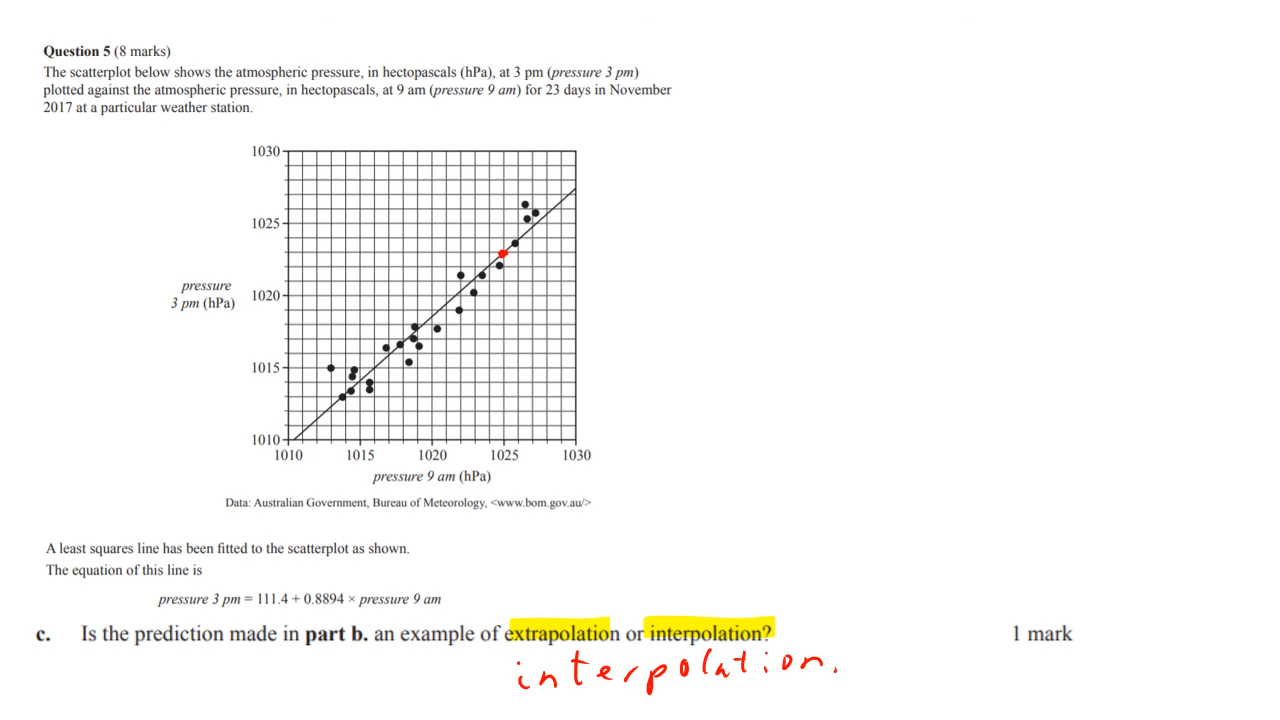 Question 5 (8 marks)
The scatterplot below shows the atmospheric pressure, in hectopascals (hPa), at 3 pm (pressure 3 pm)
plotted against the atmospheric pressure, in hectopascals, at 9 am (pressure 9 am) for 23 days in November
2017 at a particular weather station.
1030
1025
pressure
3 pm (hPa)
1020
1015
1010
1010 1015 1020 1025 1030
pressure 9 am (hPa)
Data: Australian Government, Bureau of Meteorology, <www.bom.gov.au/>
A least squares line has been fitted to the scatterplot as shown.
The equation of this line is
pressure 3 pm = 111.4 + 0.8894 × pressure 9 am
c. Is the prediction made in part b. an example of extrapolation or interpolation? 1 mark
interpolation.